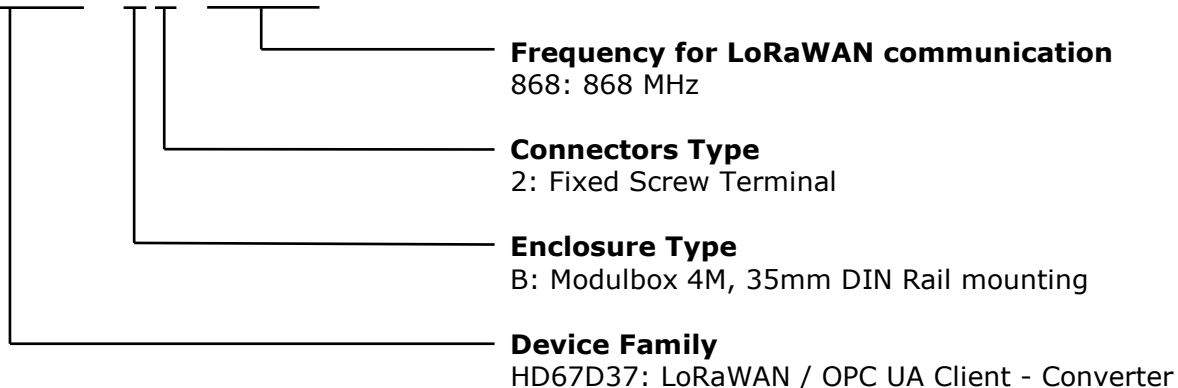 Frequency for LoRaWAN communication
868: 868 MHz
Connectors Type
2: Fixed Screw Terminal
Enclosure Type
B: Modulbox 4M, 35mm DIN Rail mounting
Device Family
HD67D37: LoRaWAN / OPC UA Client - Converter